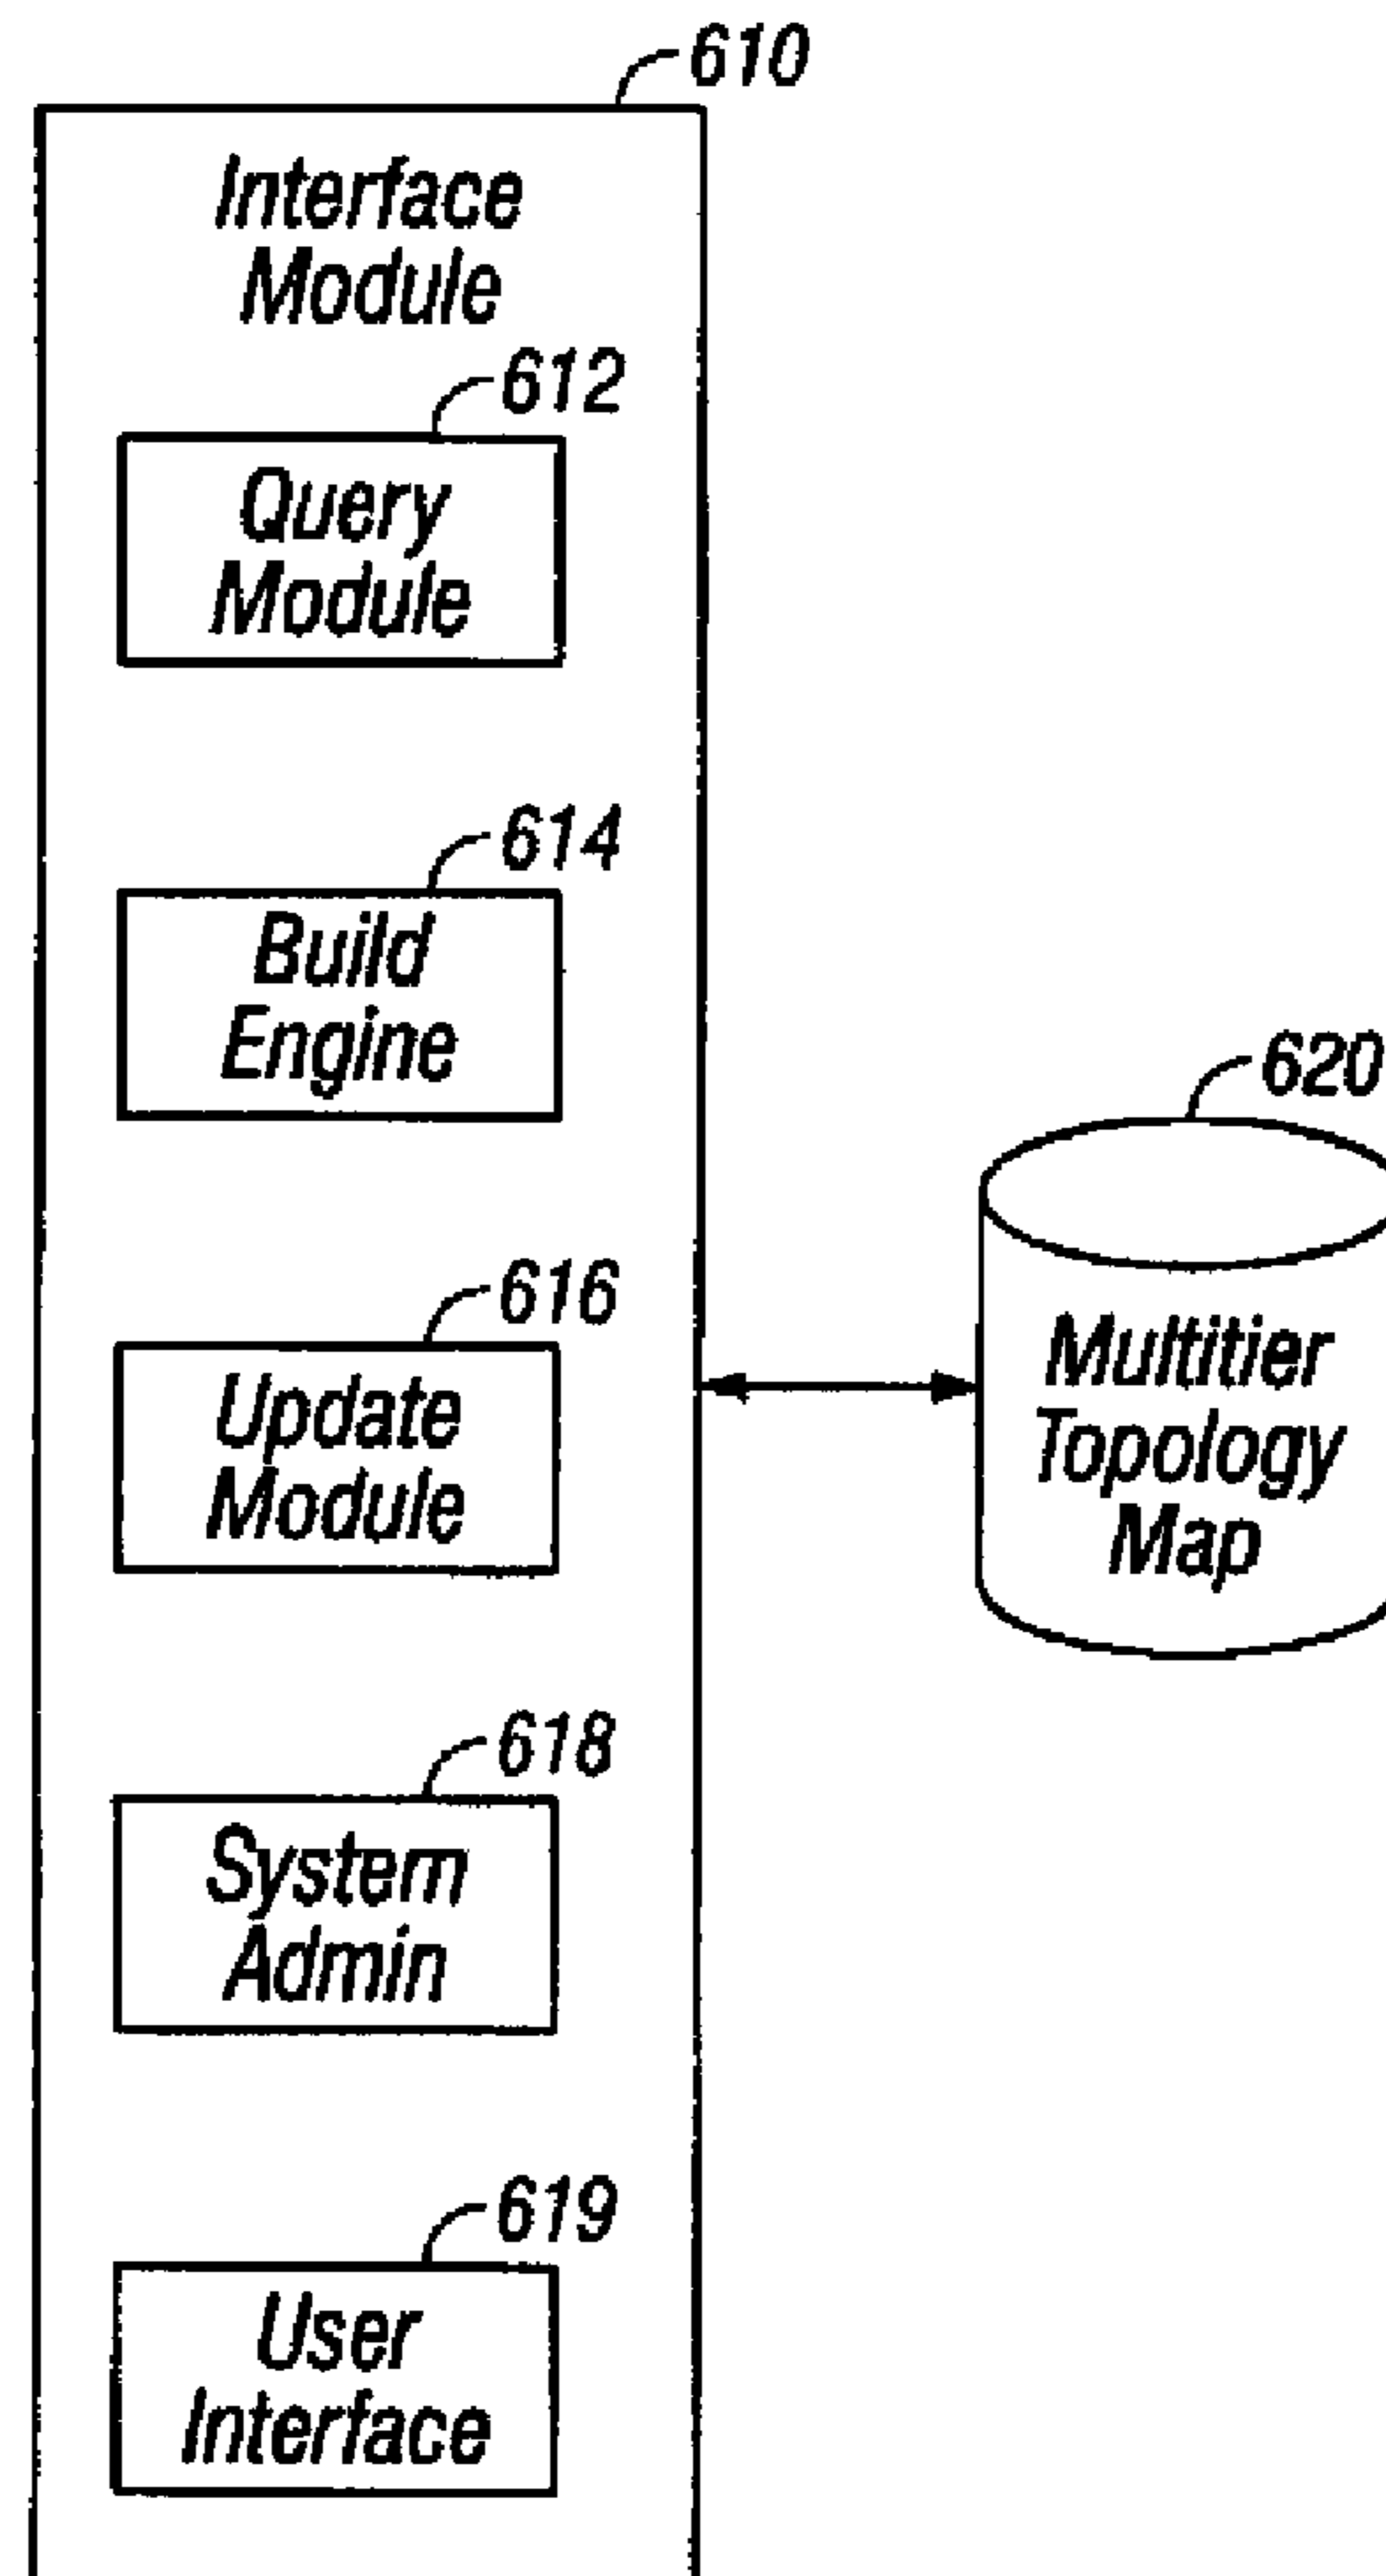 610
Interface
Module
612
Query
Module
614
Build
Engine
620
616
Update
Module
Multitier
Topology
Map
618
System
Admin
619
User
Interface